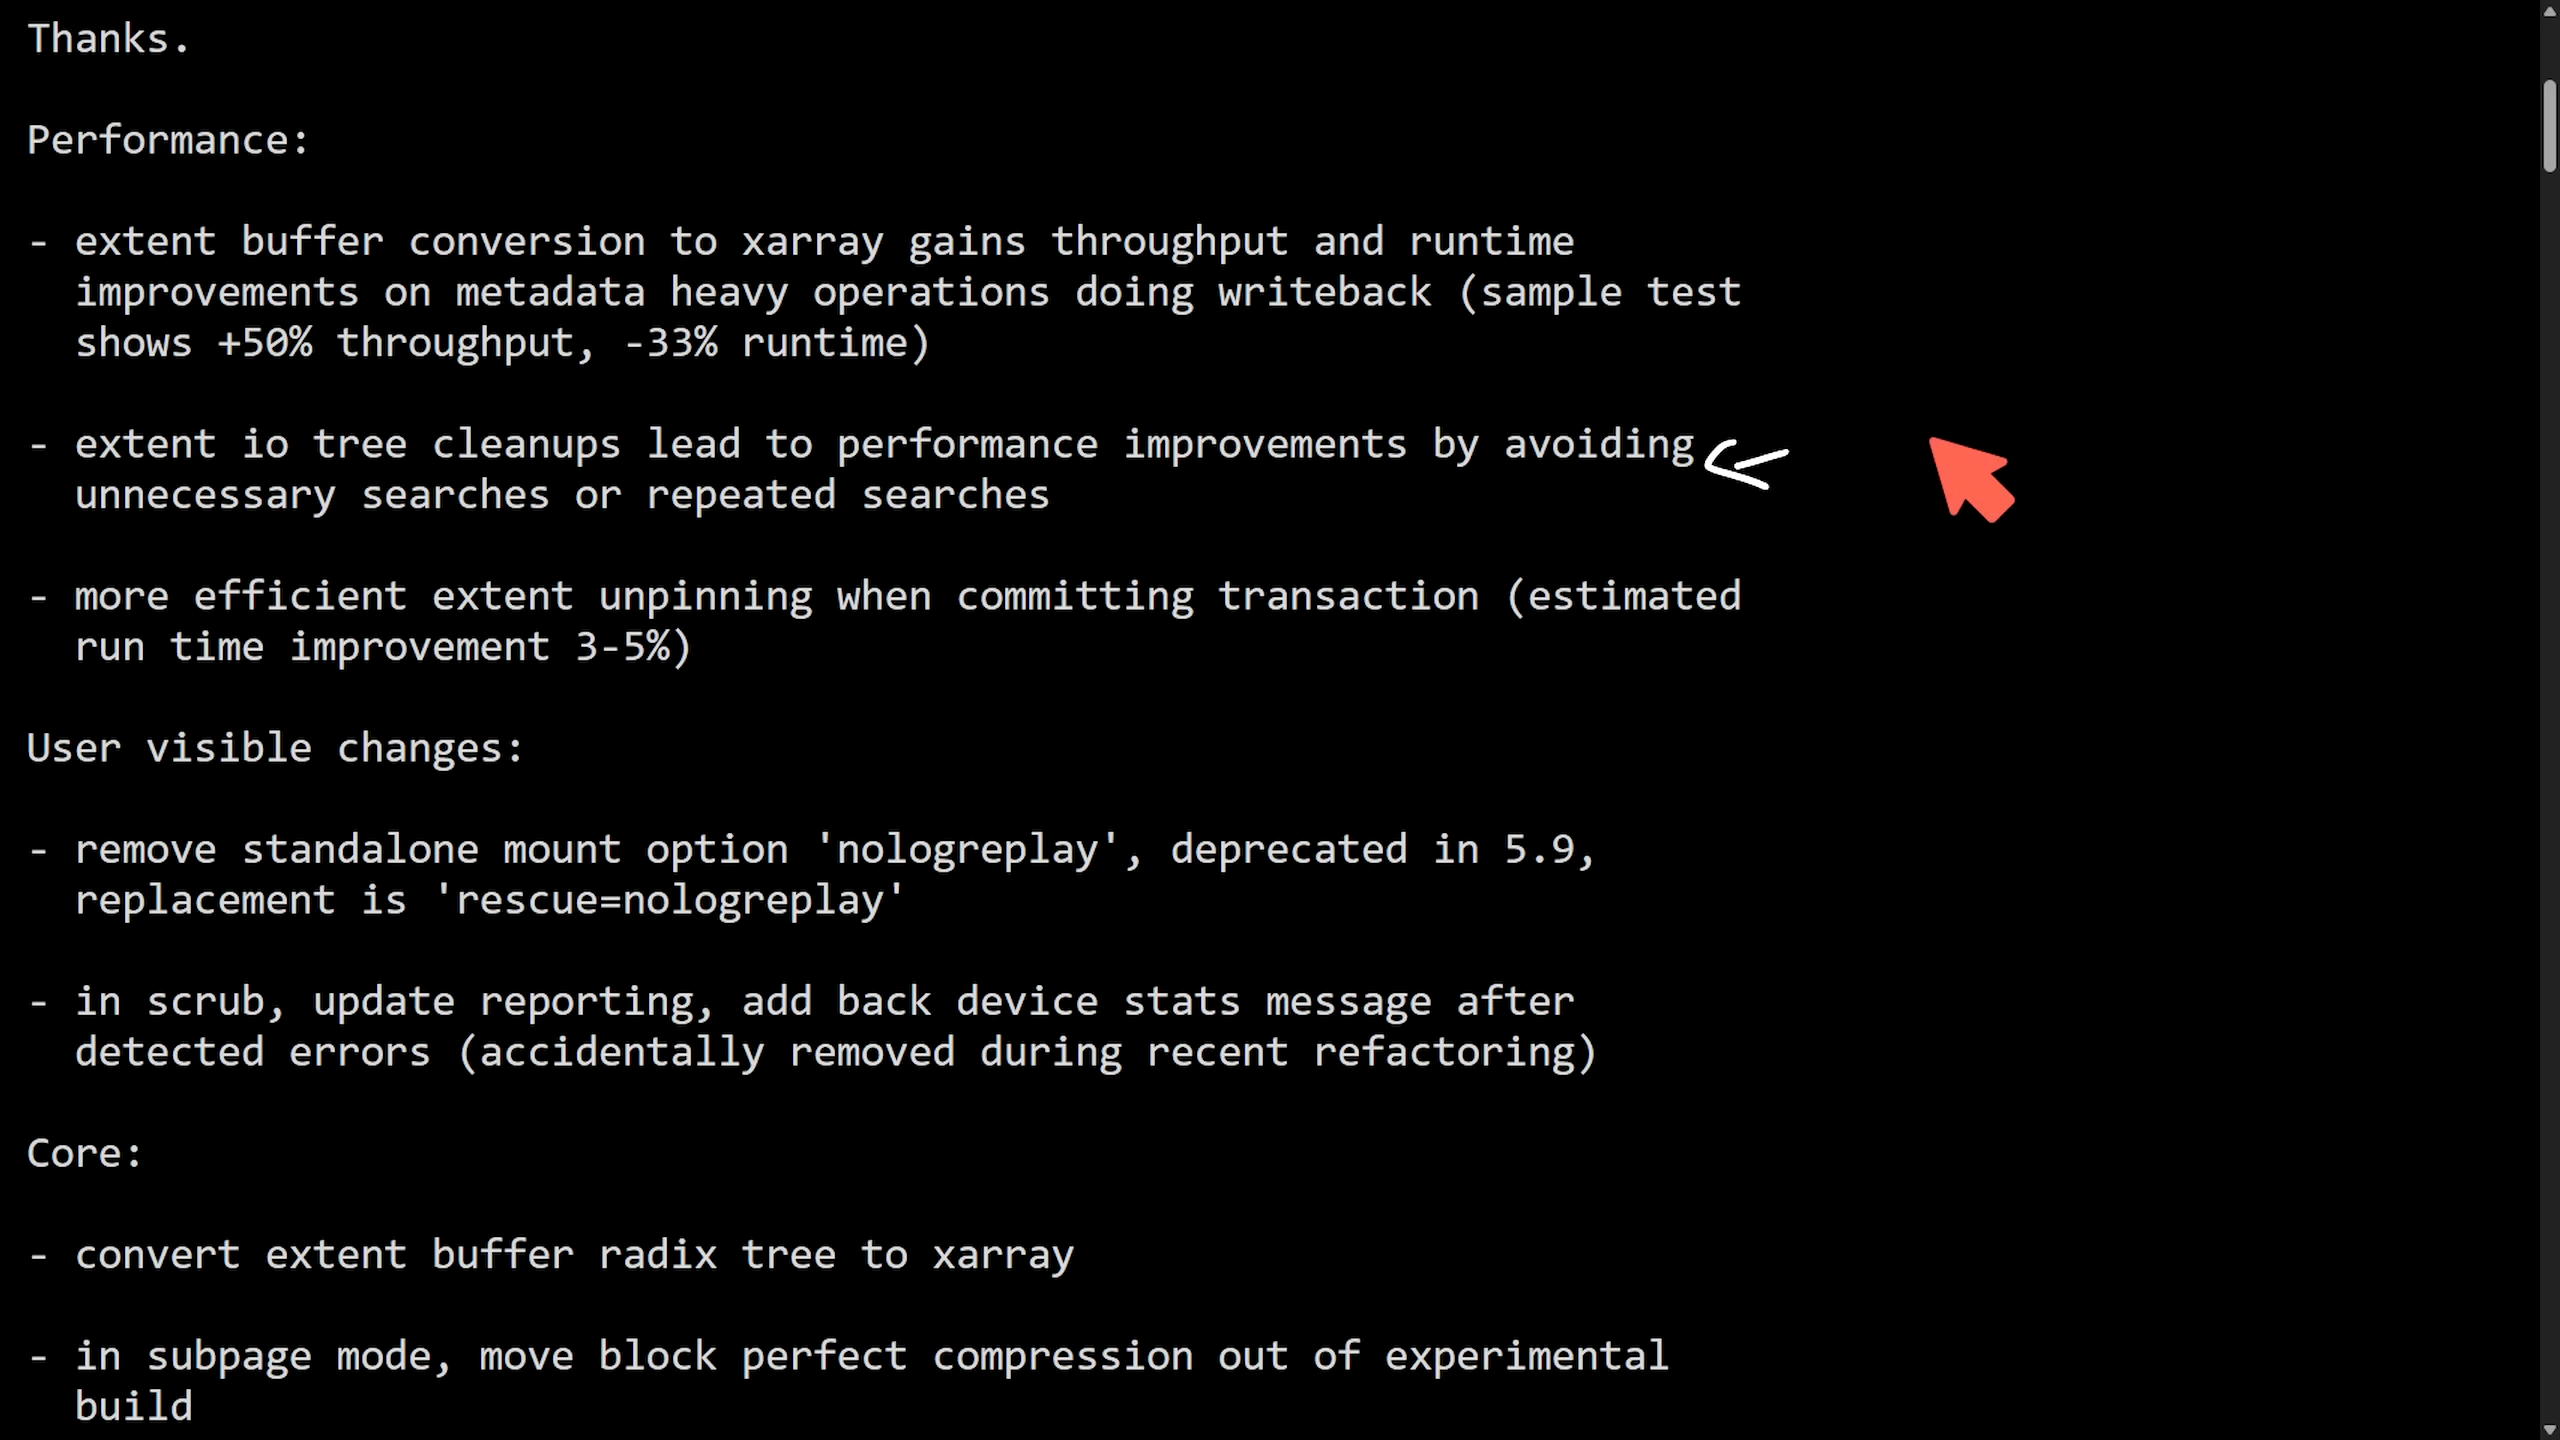 Thanks.
Performance:
- extent buffer conversion to xarray gains throughput and runtime
improvements on metadata heavy operations doing writeback (sample test
shows +50% throughput, -33% runtime)
- extent io tree cleanups lead to performance improvements by avoiding
unnecessary searches or repeated searches
- more efficient extent unpinning when committing transaction (estimated
run time improvement 3-5%)
User visible changes:
- remove standalone mount option 'nologreplay', deprecated in 5.9,
replacement is 'rescue=nologreplay'
- in scrub, update reporting, add back device stats message after
detected errors (accidentally removed during recent refactoring)
Core:
- convert extent buffer radix tree to xarray
- in subpage mode, move block perfect compression out of experimental
build